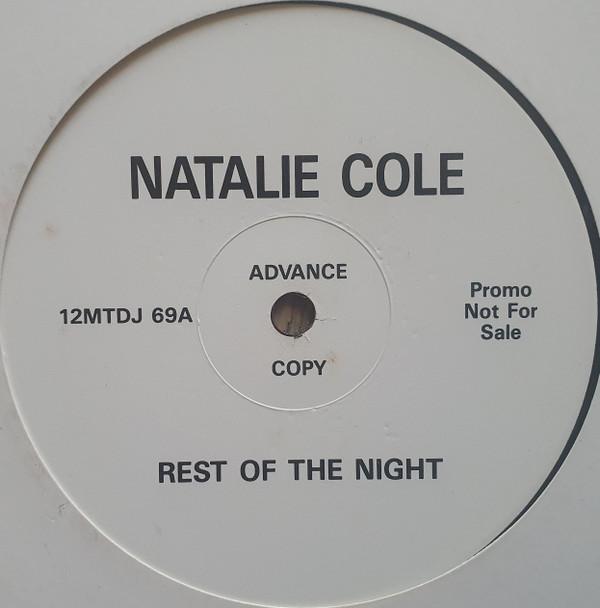 NATALIE COLE
ADVANCE
12MTDJ 69A
Promo
Not For
Sale
COPY
REST OF THE NIGHT